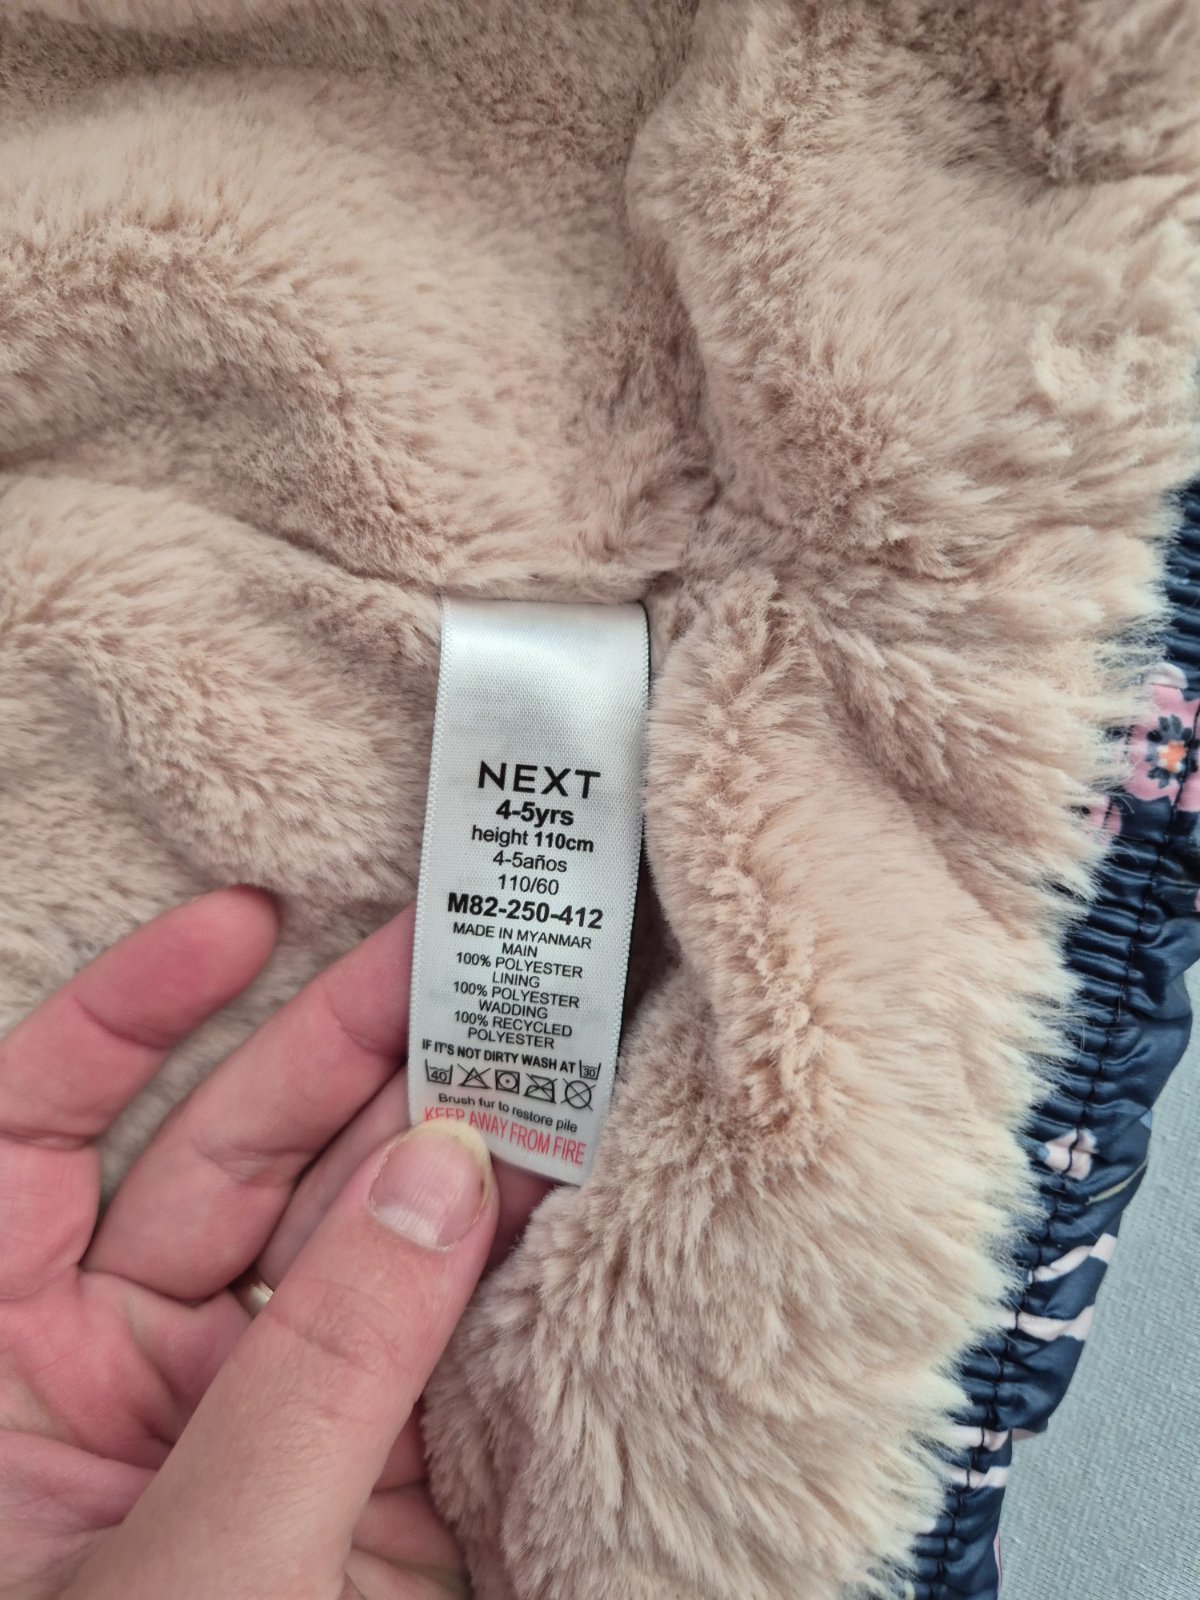 NEXT
4-5yrs
height 110cm
4-5años
110/60
M82-250-412
MADE IN MYANMAR
MAIN
100% POLYESTER
LINING
100% POLYESTER
WADDING
100% RECYCLED
POLYESTER
IF IT'S NOT DIRTY WASH AT 30
40
Brush fur to restore pile
KEEP AWAY FROM FIRE